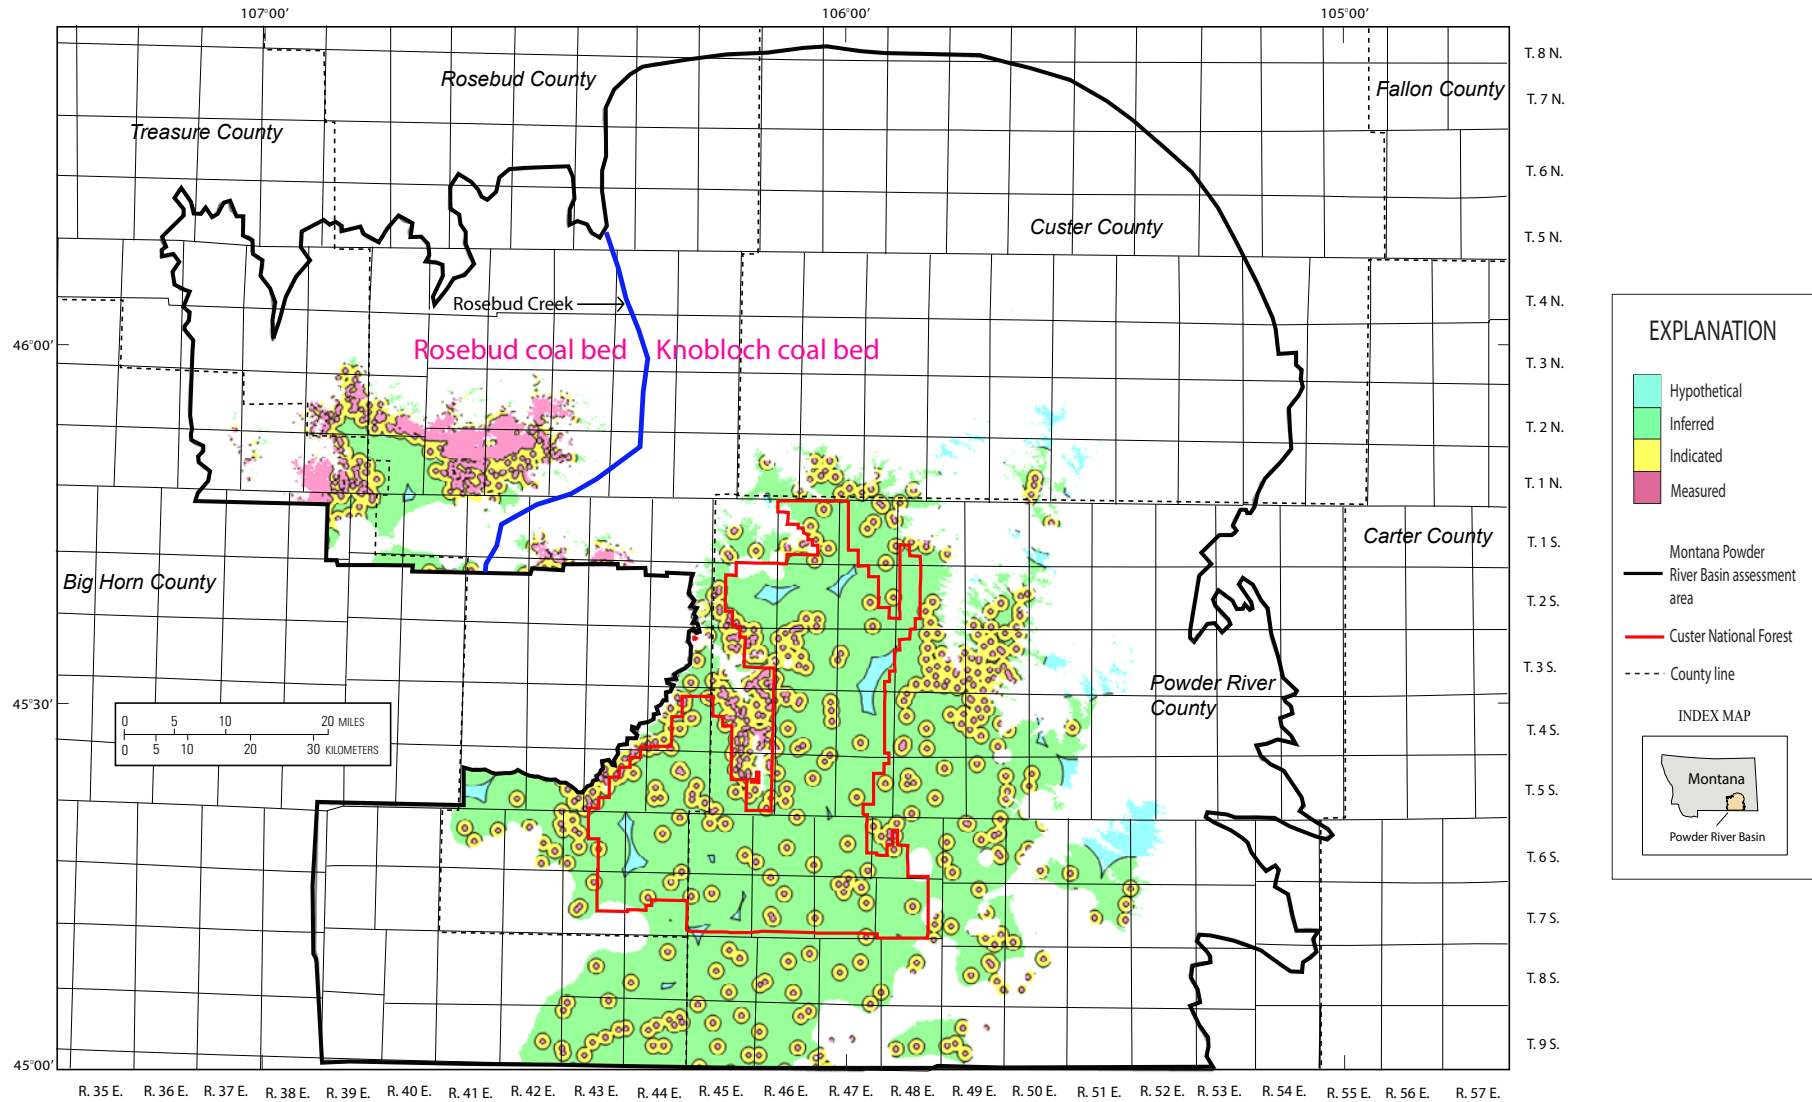 107°00’
106°00’
105°00’
T. 8 N.
Rosebud County
Fallon County
T. 7 N.
Treasure County
T. 6 N.
Custer County
T. 5 N.
Rosebud Creek
T. 4 N.
46°00’
Rosebud coal bed
Knobloch coal bed
T. 3 N.
T. 2 N.
T. 1 N.
Carter County
T. 1 S.
Big Horn County
T. 2 S.
T. 3 S.
Powder River
County
45°30’
0 5 10 20 MILES
0 5 10 20 30 KILOMETERS
T. 4 S.
T. 5 S.
T. 6 S.
T. 7 S.
T. 8 S.
T. 9 S.
45°00’
R. 35 E. R. 36 E. R. 37 E. R. 38 E. R. 39 E. R. 40 E. R. 41 E. R. 42 E. R. 43 E. R. 44 E. R. 45 E. R. 46 E. R. 47 E. R. 48 E. R. 49 E. R. 50 E. R. 51 E. R. 52 E. R. 53 E. R. 54 E. R. 55 E. R. 56 E. R. 57 E.
EXPLANATION
Hypothetical
Inferred
Indicated
Measured
Montana Powder
River Basin assessment
area
Custer National Forest
County line
INDEX MAP
Montana
Powder River Basin